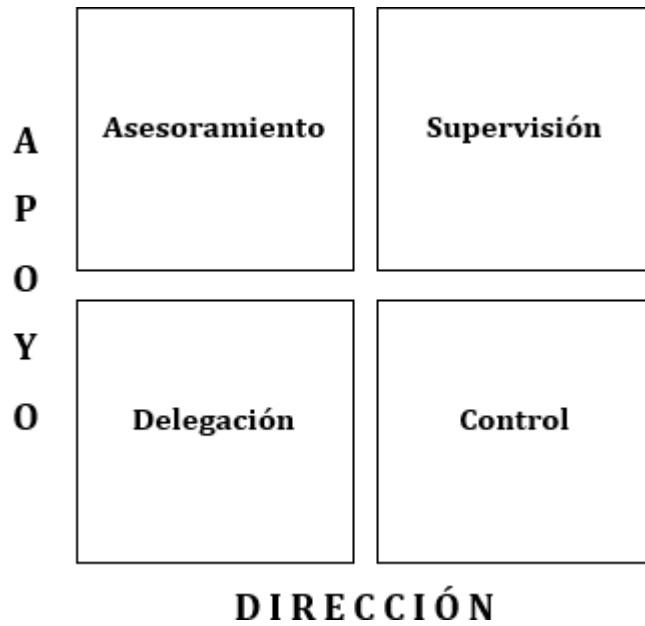 A
P
O
Y
O
Asesoramiento
Supervisión
Delegación
Control
DIRECCIÓN